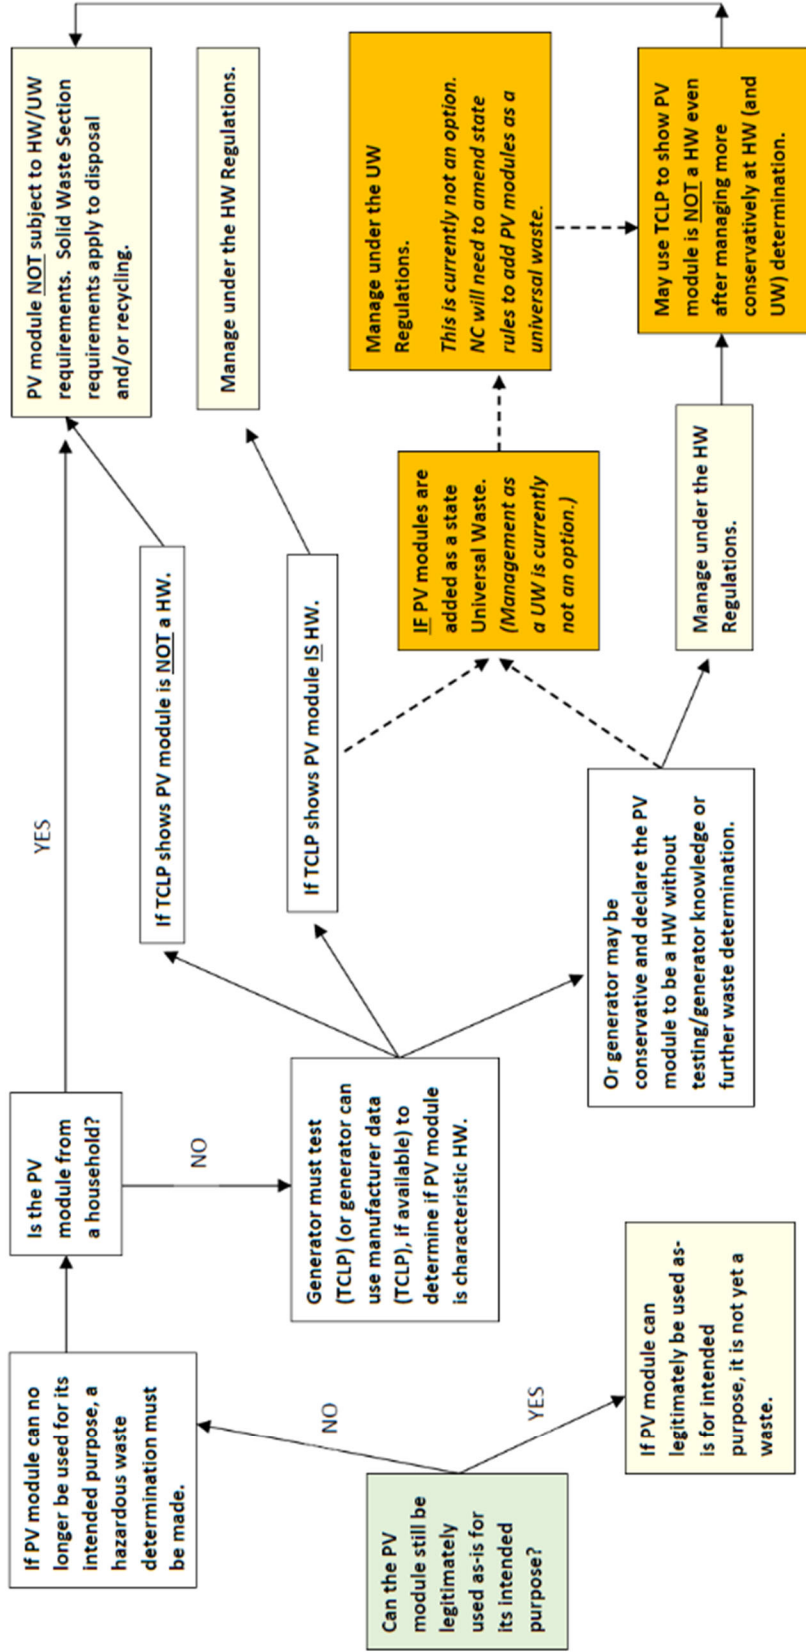 Can the PV
module still be
legitimately
used as-is for
its intended
purpose?
NO
YES
If PV module can no
longer be used for its
intended purpose, a
hazardous waste
determination must
be made.
If PV module can
legitimately be used as-
is for intended
purpose, it is not yet a
waste.
Is the PV
module from
a household?
YES
NO
Generator must test
(TCLP) (or generator can
use manufacturer data
(TCLP), if available) to
determine if PV module
is characteristic HW.
If TCLP shows PV module is NOT a HW.
If TCLP shows PV module IS HW.
Or generator may be
conservative and declare the PV
module to be a HW without
testing/generator knowledge or
further waste determination.
PV module NOT subject to HW/UW
requirements. Solid Waste Section
requirements apply to disposal
and/or recycling.
Manage under the HW Regulations.
IF PV modules are
added as a state
Universal Waste.
(Management as
a UW is currently
not an option.)
Manage under the UW
Regulations.
This is currently not an option.
NC will need to amend state
rules to add PV modules as a
universal waste.
Manage under the HW
Regulations.
May use TCLP to show PV
module is NOT a HW even
after managing more
conservatively at HW (and
UW) determination.